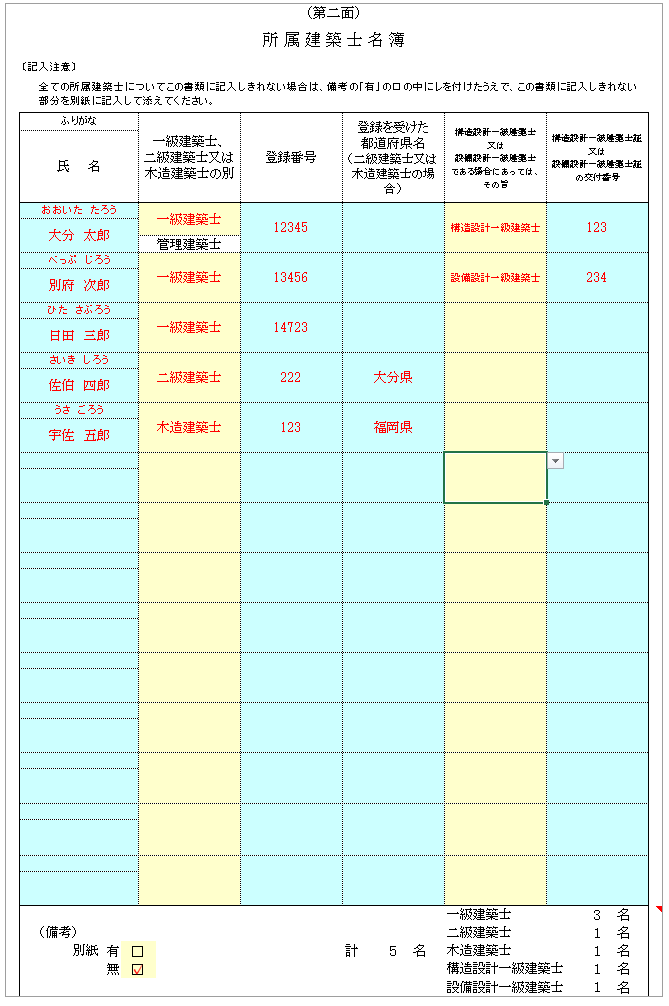 （第二面）
所属建築士名簿
〔記入注意〕
全ての所属建築士についてこの書類に記入しきれない場合は、備考の「有」の口の中にレを付けたうえで、この書類に記入しきれない
部分を別紙に記入して添えてください。
ふりがな
氏　名
一級建築士、
二級建築士又は
木造建築士の別
登録番号
登録を受けた
都道府県名
（二級建築士又は
木造建築士の場
合）
構造設計一級建築士
又は
設備設計一級建築士
である場合にあっては、
その旨
構造設計一級建築士証
又は
設備設計一級建築士証
の交付番号
おおいた　たろう
大分　太郎
一級建築士
管理建築士
12345
構造設計一級建築士
123
べっぷ　じろう
別府　次郎
一級建築士
13456
設備設計一級建築士
234
ひた　さぶろう
日田　三郎
一級建築士
14723
さいき　しろう
佐伯　四郎
二級建築士
222
大分県
うさ　ごろう
宇佐　五郎
木造建築士
123
福岡県
（備考）
別紙　有　□
無　☑
計　5　名
一級建築士　3　名
二級建築士　1　名
木造建築士　1　名
構造設計一級建築士　1　名
設備設計一級建築士　1　名